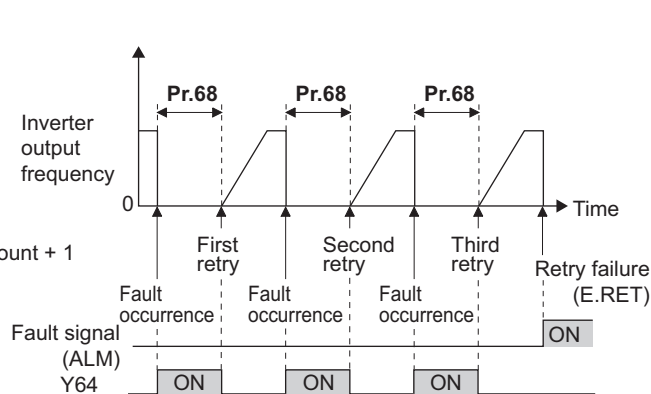 Pr.68 Pr.68 Pr.68
Inverter
output
frequency
0
Time
ount + 1
First
retry
Second
retry
Third
retry
Retry failure
(E.RET)
Fault
occurrence
Fault
occurrence
Fault
occurrence
Fault signal
(ALM)
ON
Y64
ON ON ON